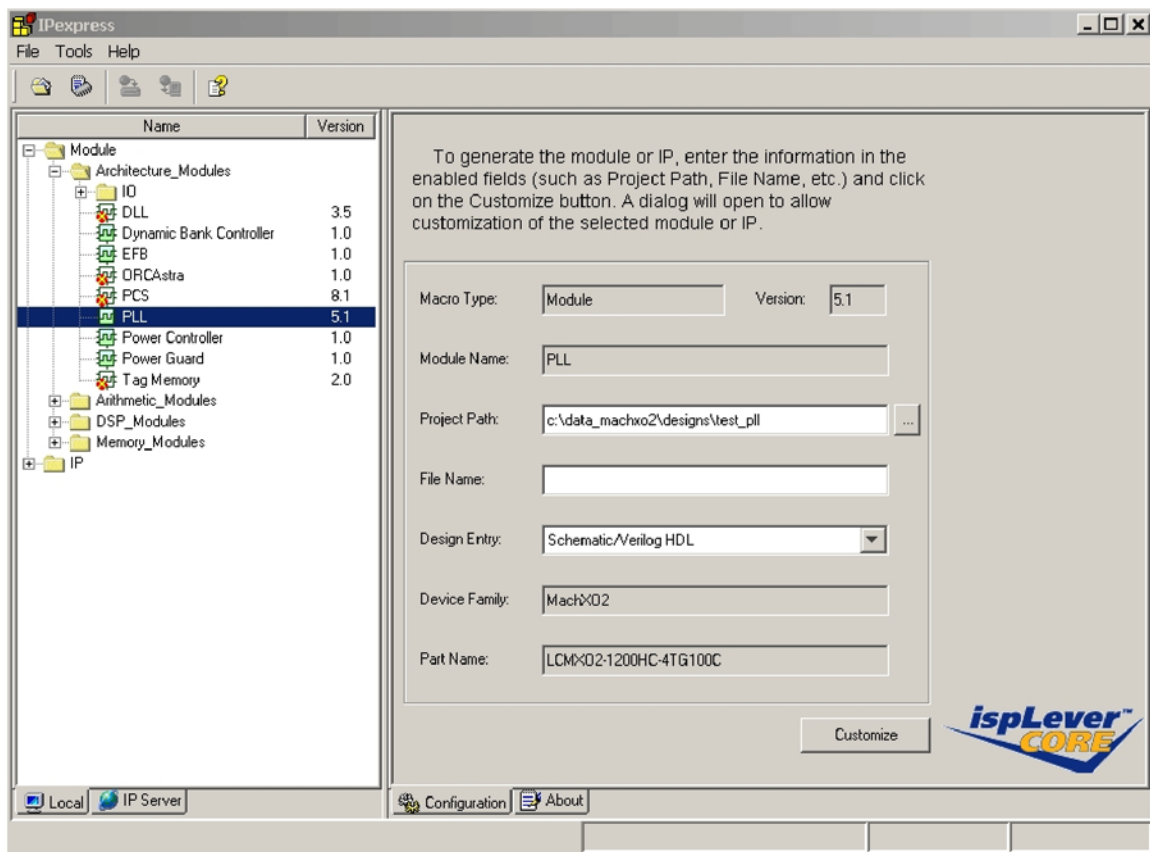 IPexpress
File Tools Help
Name Version
Module
Architecture_Modules
IO
DLL 3.5
Dynamic Bank Controller 1.0
EFB 1.0
ORCAstra 1.0
PCS 8.1
PLL 5.1
Power Controller 1.0
Power Guard 1.0
Tag Memory 2.0
Arithmetic_Modules
DSP_Modules
Memory_Modules
IP
Local IP Server
To generate the module or IP, enter the information in the
enabled fields (such as Project Path, File Name, etc.) and click
on the Customize button. A dialog will open to allow
customization of the selected module or IP.
Macro Type: Module Version: 5.1
Module Name: PLL
Project Path: c:\data_machxo2\designs\test_pll ...
File Name:
Design Entry: Schematic/Verilog HDL
Device Family: MachXO2
Part Name: LCMXO2-1200HC-4TG100C
Customize
ispLever™
CORE
Configuration About